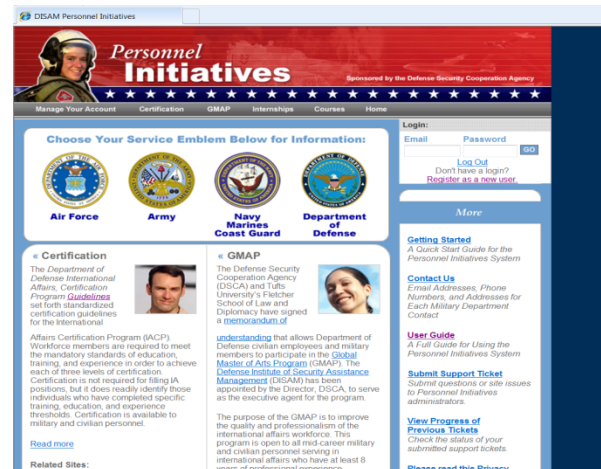 DISAM Personnel Initiatives
Personnel
Initiatives
Sponsored by the Defense Security Cooperation Agency
Manage Your Account Certification GMAP Internships Courses Home
Login:
Email Password
GO
Log Out
Don't have a login?
Register as a new user.
Choose Your Service Emblem Below for Information:
Air Force
Army
Navy
Marines
Coast Guard
Department
of
Defense
« Certification
The Department of
Defense International
Affairs, Certification
Program Guidelines
set forth standardized
certification guidelines
for the International
Affairs Certification Program (IACP).
Workforce members are required to meet
the mandatory standards of education,
training, and experience in order to achieve
each of three levels of certification.
Certification is not required for filling IA
positions, but it does readily identify those
individuals who have completed specific
training, education, and experience
thresholds. Certification is available to
military and civilian personnel.
Read more
Related Sites:
« GMAP
The Defense Security
Cooperation Agency
(DSCA) and Tufts
University's Fletcher
School of Law and
Diplomacy have signed
a memorandum of
understanding that allows Department of
Defense civilian employees and military
members to participate in the Global
Master of Arts Program (GMAP). The
Defense Institute of Security Assistance
Management (DISAM) has been
appointed by the Director, DSCA, to serve
as the executive agent for the program.
The purpose of the GMAP is to improve
the quality and professionalism of the
international affairs workforce. This
program is open to all mid-career military
and civilian personnel serving in
international affairs who have at least 8
years of professional experience
More
Getting Started
A Quick Start Guide for the
Personnel Initiatives System
Contact Us
Email Addresses, Phone
Numbers, and Addresses for
Each Military Department
Contact
User Guide
A Full Guide for Using the
Personnel Initiatives System
Submit Support Ticket
Submit questions or site issues
to Personnel Initiatives
administrators.
View Progress of
Previous Tickets
Check the status of your
submitted support tickets.
Please read this Privacy